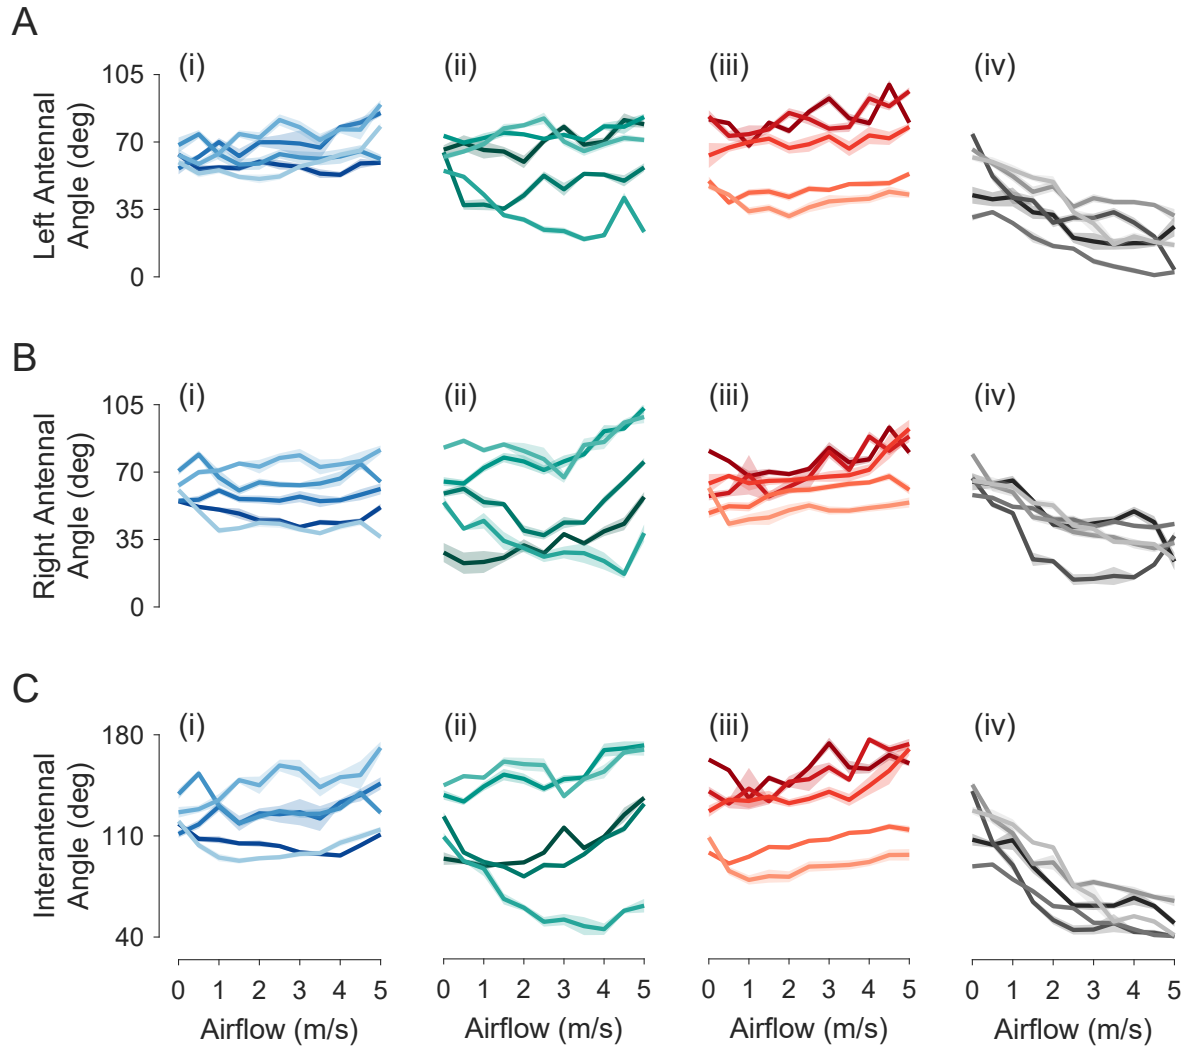 A
(i) (ii) (iii) (iv)
Left Antennal
Angle (deg)
105
70
35
0
B
(i) (ii) (iii) (iv)
Right Antennal
Angle (deg)
105
70
35
0
C
(i) (ii) (iii) (iv)
Interantennal
Angle (deg)
180
110
40
0 1 2 3 4 5 0 1 2 3 4 5 0 1 2 3 4 5 0 1 2 3 4 5
Airflow (m/s) Airflow (m/s) Airflow (m/s) Airflow (m/s)